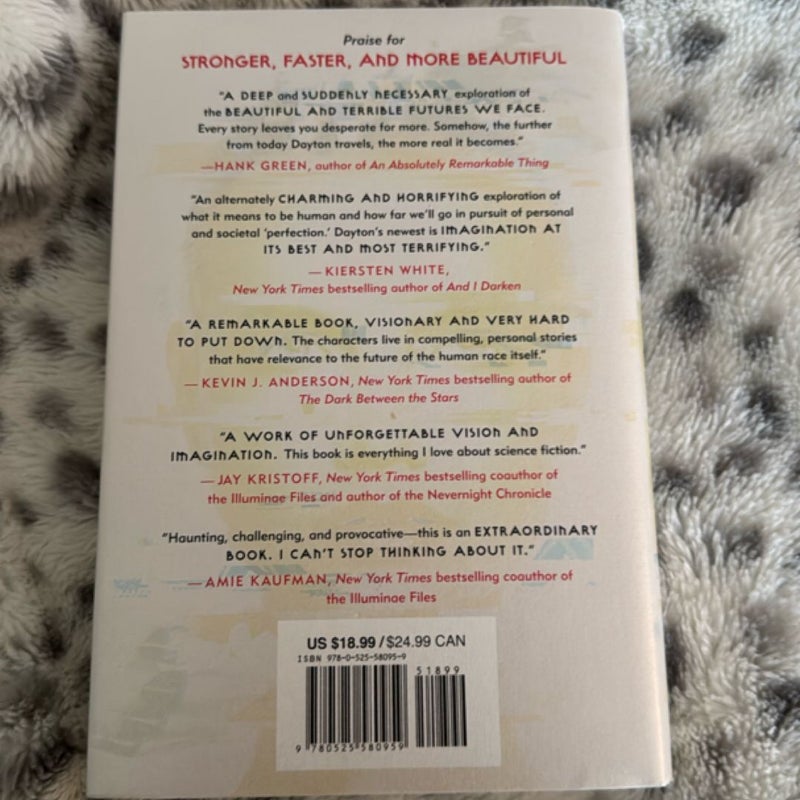 Praise for
STRONGER, FASTER, AND MORE BEAUTIFUL
"A DEEP and SUDDENLY NECESSARY exploration of
the BEAUTIFUL AND TERRIBLE FUTURES WE FACE.
Every story leaves you desperate for more. Somehow, the further
from today Dayton travels, the more real it becomes."
—HANK GREEN, author of An Absolutely Remarkable Thing
"An alternately CHARMING AND HORRIFYING exploration of
what it means to be human and how far we'll go in pursuit of personal
and societal 'perfection.' Dayton's newest is IMAGINATION AT
ITS BEST AND MOST TERRIFYING."
—KIERSTEN WHITE,
New York Times bestselling author of And I Darken
"A REMARKABLE BOOK, VISIONARY AND VERY HARD
TO PUT DOWN. The characters live in compelling, personal stories
that have relevance to the future of the human race itself."
—KEVIN J. ANDERSON, New York Times bestselling author of
The Dark Between the Stars
"A WORK OF UNFORGETTABLE VISION AND
IMAGINATION. This book is everything I love about science fiction."
—JAY KRISTOFF, New York Times bestselling coauthor of
the Illuminae Files and author of the Nevernight Chronicle
"Haunting, challenging, and provocative—this is an EXTRAORDINARY
BOOK. I CAN'T STOP THINKING ABOUT IT."
—AMIE KAUFMAN, New York Times bestselling coauthor of
the Illuminae Files
US $18.99 / $24.99 CAN
ISBN 978-0-525-58095-9
51899
9 780525 580959